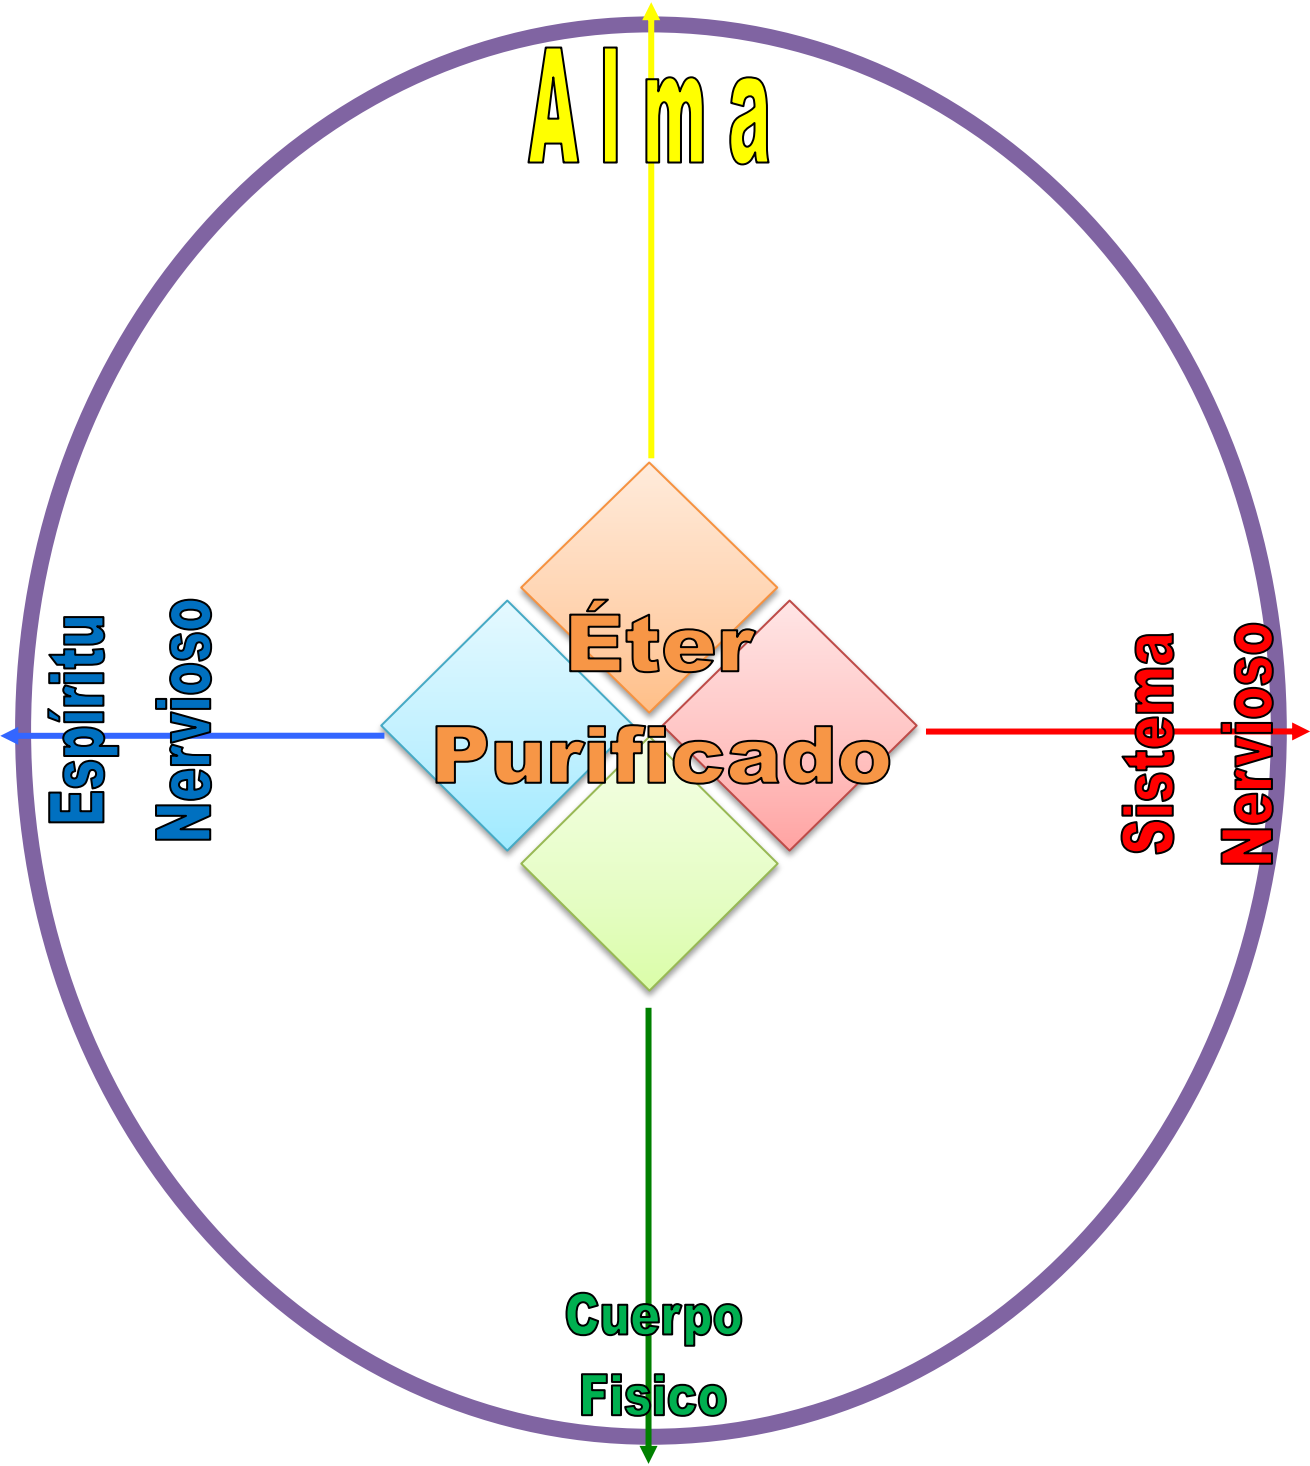 Alma
Espíritu
Nervioso
Éter
Purificado
Sistema
Nervioso
Cuerpo
Fisico